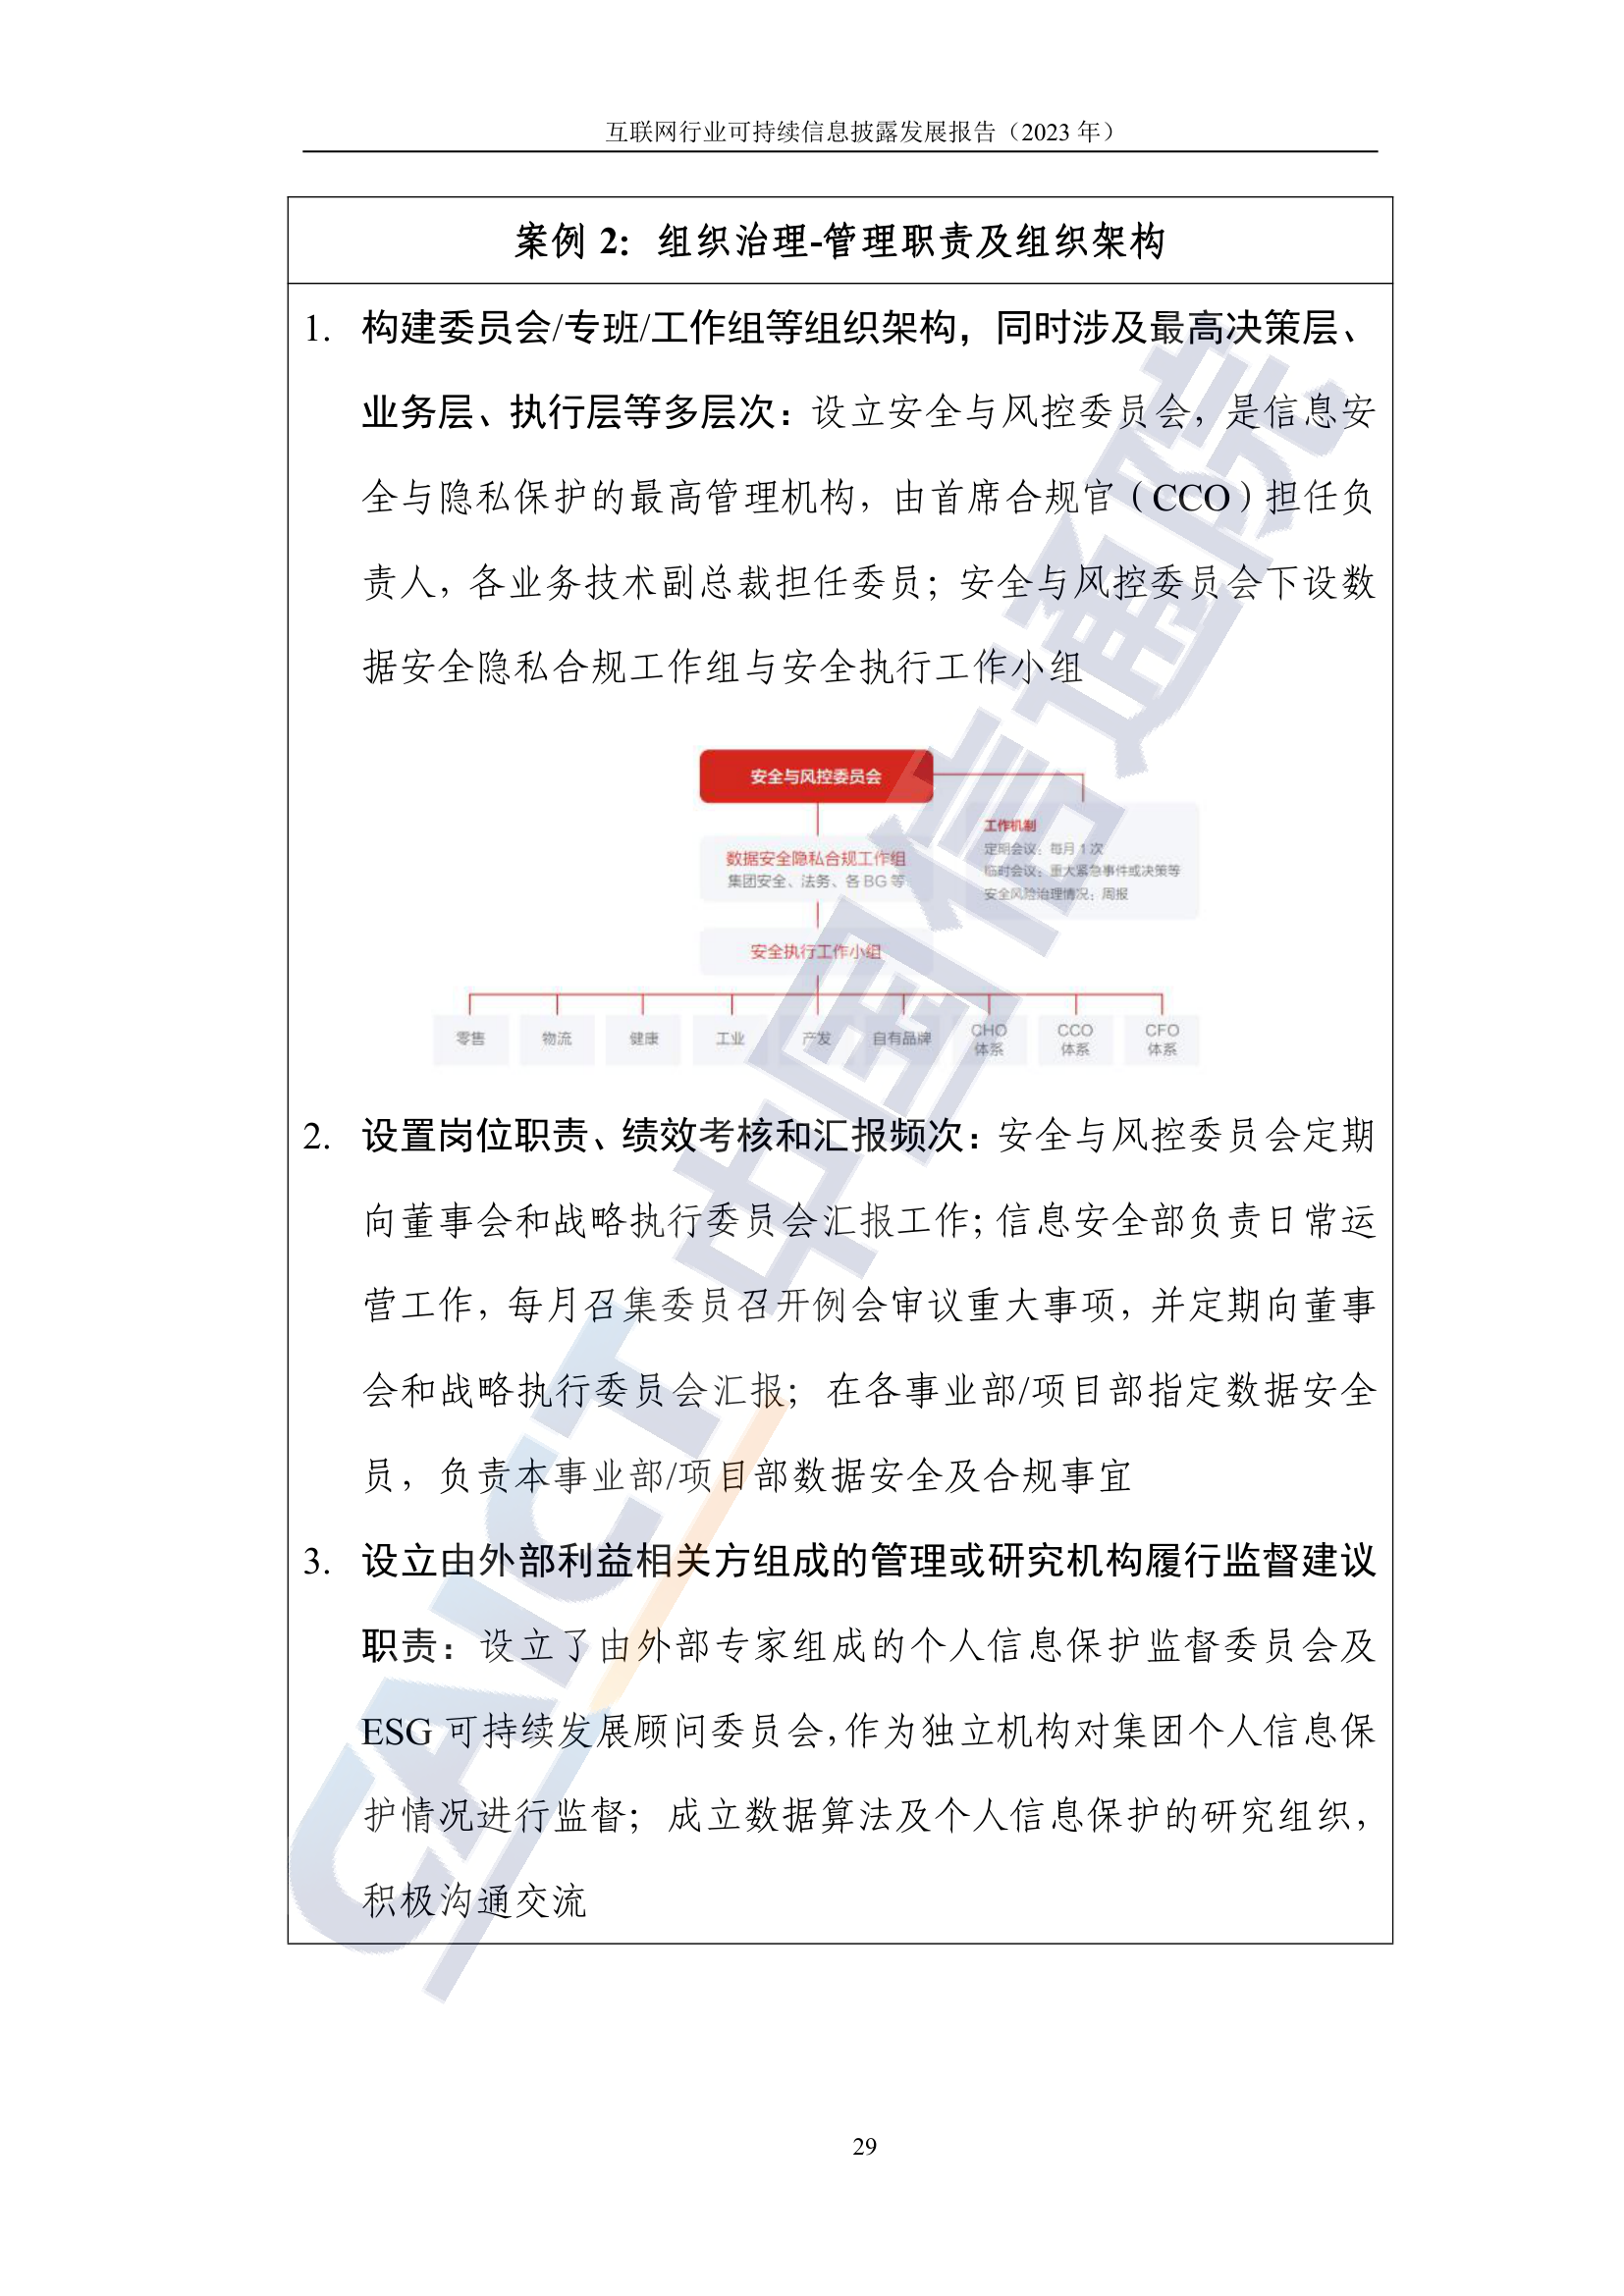 互联网行业可持续信息披露发展报告（2023 年）
案例 2：组织治理-管理职责及组织架构
1. 构建委员会/专班/工作组等组织架构，同时涉及最高决策层、
业务层、执行层等多层次：设立安全与风控委员会，是信息安
全与隐私保护的最高管理机构，由首席合规官（CCO）担任负
责人，各业务技术副总裁担任委员；安全与风控委员会下设数
据安全隐私合规工作组与安全执行工作小组
安全与风控委员会
工作机制
定期会议：每月 1 次
临时会议：重大紧急事件或决策等
安全风险治理情况：周报
数据安全隐私合规工作组
集团安全、法务、各 BG 等
安全执行工作小组
零售 物流 健康 工业 产发 自有品牌 CHO 体系 CCO 体系 CFO 体系
2. 设置岗位职责、绩效考核和汇报频次：安全与风控委员会定期
向董事会和战略执行委员会汇报工作；信息安全部负责日常运
营工作，每月召集委员召开例会审议重大事项，并定期向董事
会和战略执行委员会汇报；在各事业部/项目部指定数据安全
员，负责本事业部/项目部数据安全及合规事宜
3. 设立由外部利益相关方组成的管理或研究机构履行监督建议
职责：设立了由外部专家组成的个人信息保护监督委员会及
ESG 可持续发展顾问委员会，作为独立机构对集团个人信息保
护情况进行监督；成立数据算法及个人信息保护的研究组织，
积极沟通交流
CAICT 中国信通院
29